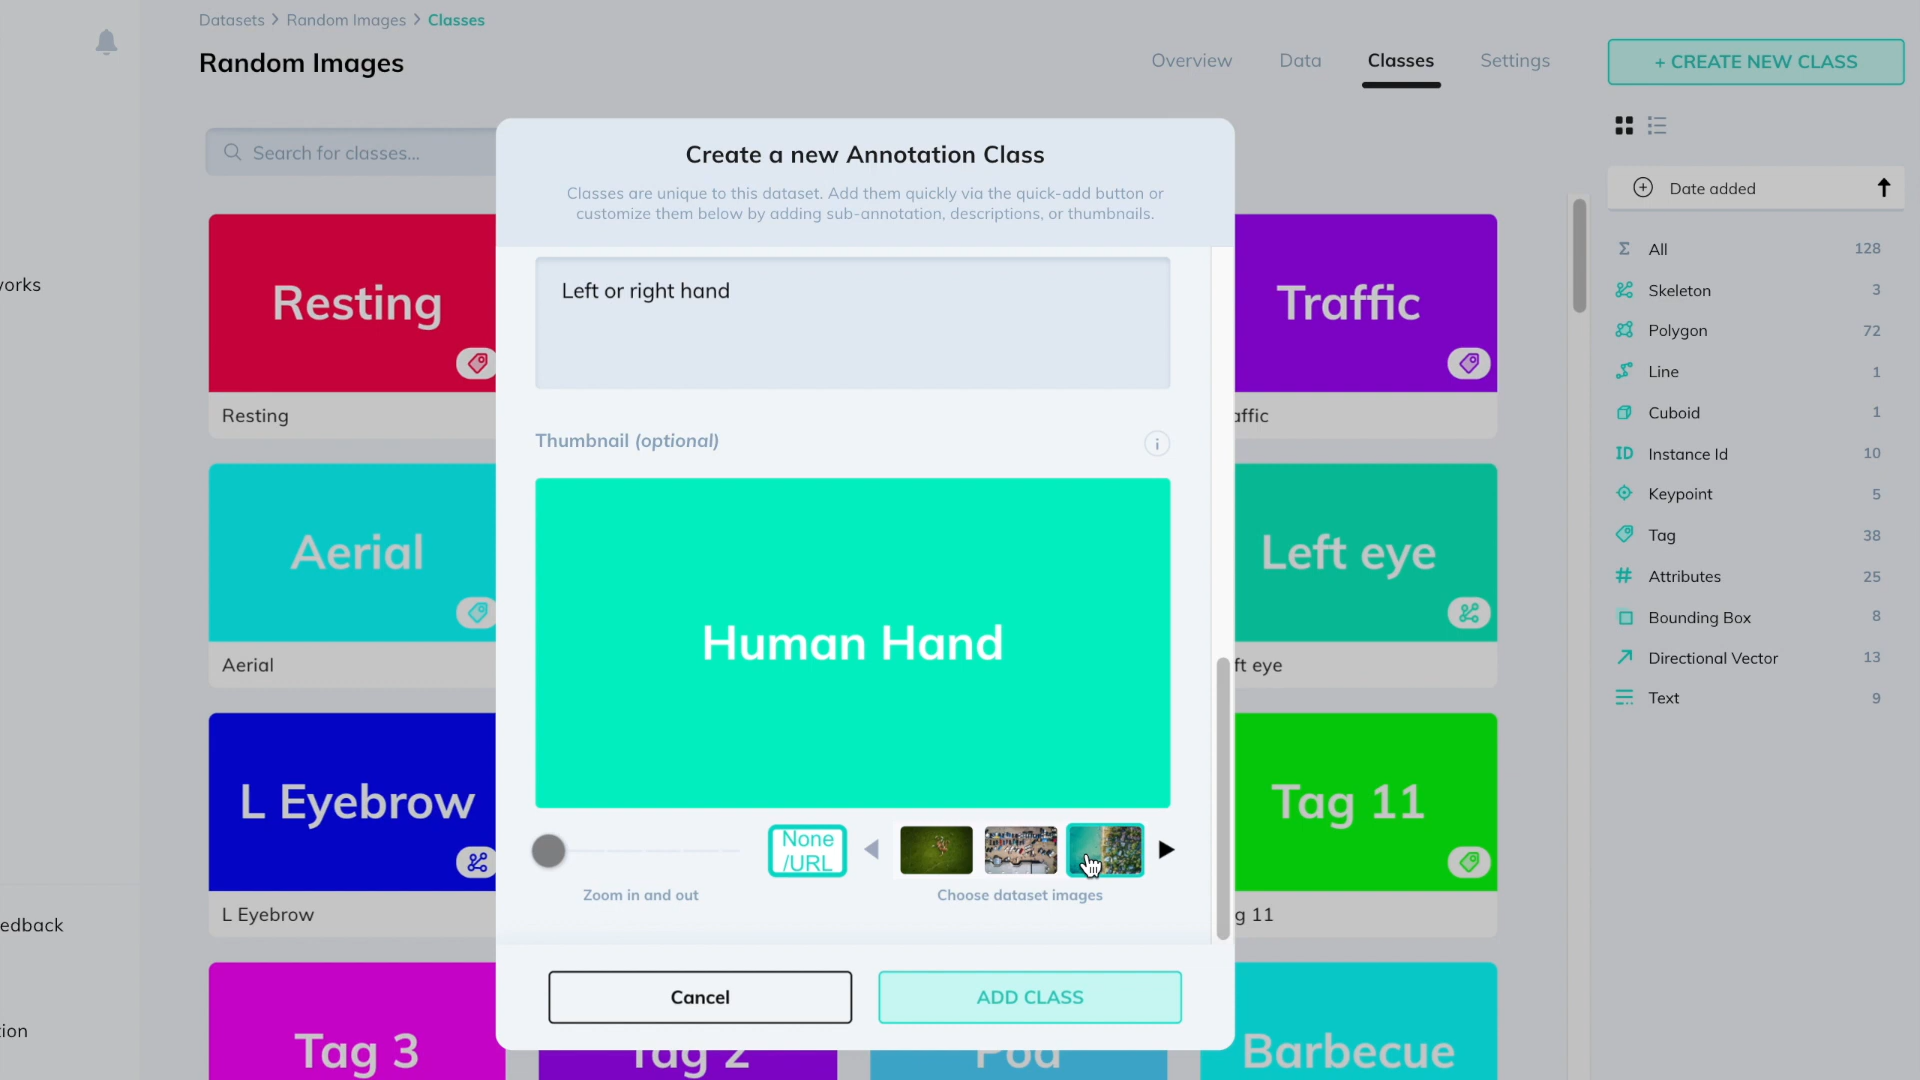 Datasets > Random Images > Classes
Random Images
Overview
Data
Classes
Settings
+ CREATE NEW CLASS
Search for classes...
Date added
All 128
Skeleton 3
Polygon 72
Line 1
Cuboid 1
ID Instance Id 10
Keypoint 5
Tag 38
Attributes 25
Bounding Box 8
Directional Vector 13
Text 9
orks
edback
ion
Resting
Resting
Aerial
Aerial
L Eyebrow
L Eyebrow
Tag 3
Create a new Annotation Class
Classes are unique to this dataset. Add them quickly via the quick-add button or
customize them below by adding sub-annotation, descriptions, or thumbnails.
Left or right hand
Thumbnail (optional)
Human Hand
None
/URL
Zoom in and out
Choose dataset images
Cancel
ADD CLASS
Tag 2
Traffic
affic
Left eye
ft eye
Tag 11
g 11
Barbecue